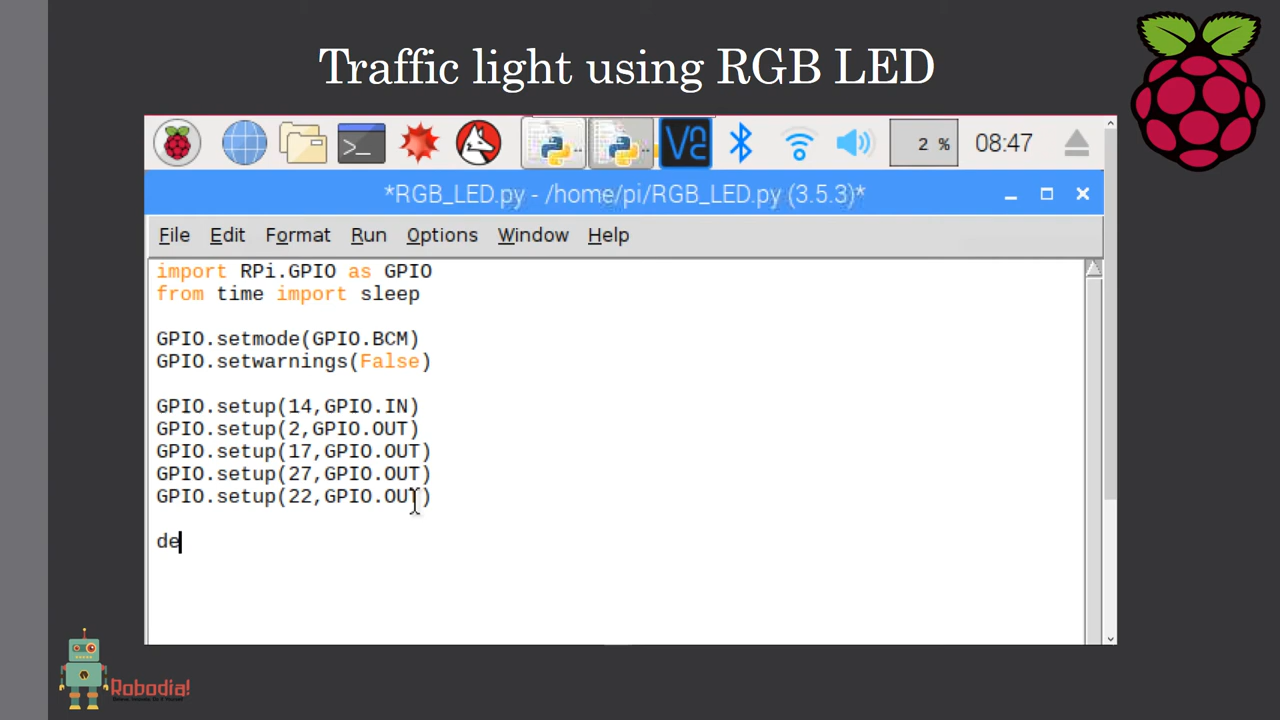 Traffic light using RGB LED
2 %
08:47
*RGB_LED.py - /home/pi/RGB_LED.py (3.5.3)*
File Edit Format Run Options Window Help
import RPi.GPIO as GPIO
from time import sleep
GPIO.setmode(GPIO.BCM)
GPIO.setwarnings(False)
GPIO.setup(14,GPIO.IN)
GPIO.setup(2,GPIO.OUT)
GPIO.setup(17,GPIO.OUT)
GPIO.setup(27,GPIO.OUT)
GPIO.setup(22,GPIO.OUT)
de
Robodia!